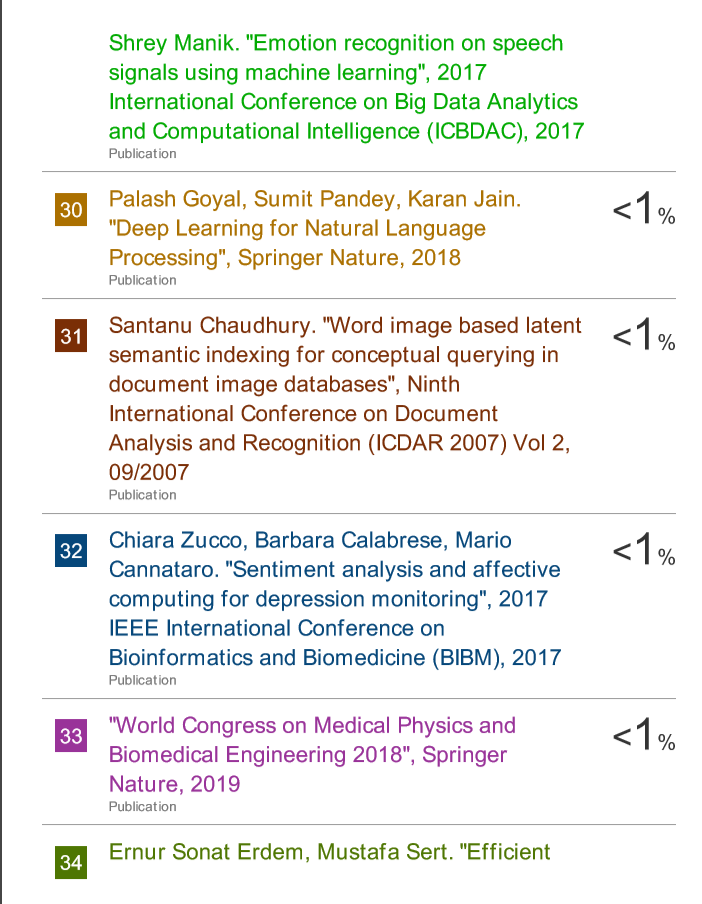 Shrey Manik. "Emotion recognition on speech
signals using machine learning", 2017
International Conference on Big Data Analytics
and Computational Intelligence (ICBDAC), 2017
Publication
30
Palash Goyal, Sumit Pandey, Karan Jain.
"Deep Learning for Natural Language
Processing", Springer Nature, 2018
Publication
<1%
31
Santanu Chaudhury. "Word image based latent
semantic indexing for conceptual querying in
document image databases", Ninth
International Conference on Document
Analysis and Recognition (ICDAR 2007) Vol 2,
09/2007
Publication
<1%
32
Chiara Zucco, Barbara Calabrese, Mario
Cannataro. "Sentiment analysis and affective
computing for depression monitoring", 2017
IEEE International Conference on
Bioinformatics and Biomedicine (BIBM), 2017
Publication
<1%
33
"World Congress on Medical Physics and
Biomedical Engineering 2018", Springer
Nature, 2019
Publication
<1%
34
Ernur Sonat Erdem, Mustafa Sert. "Efficient